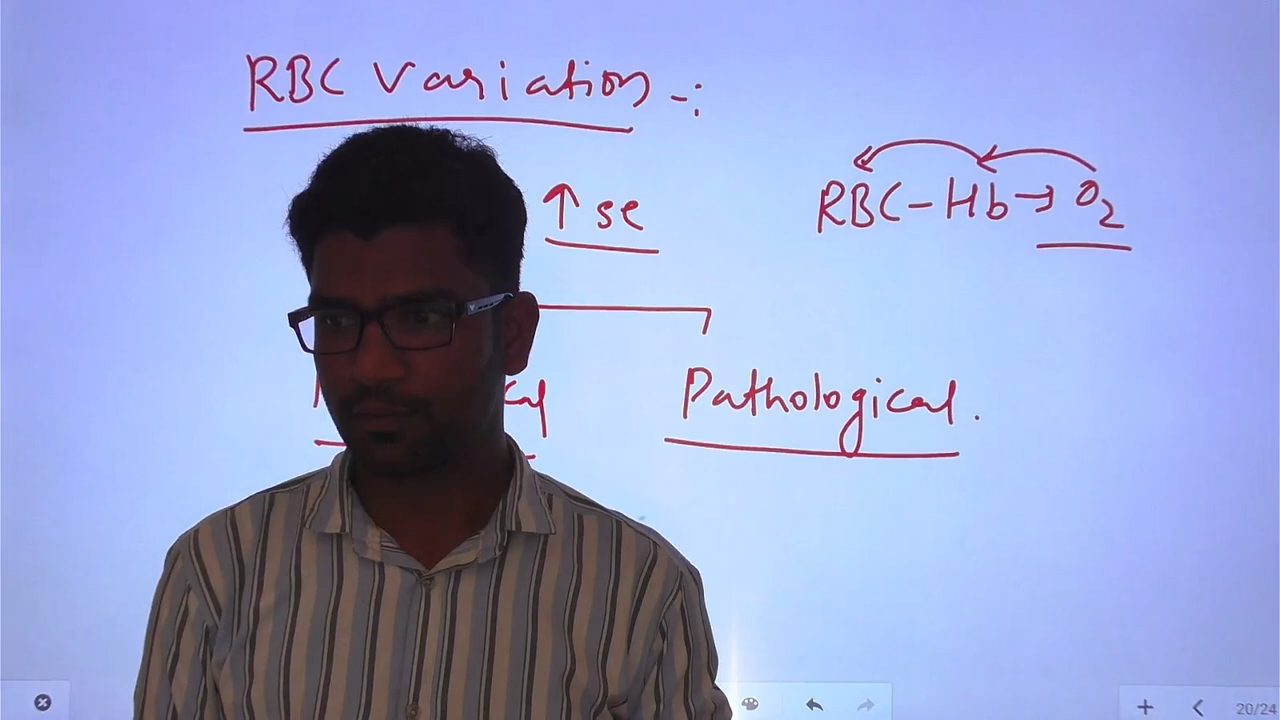 RBC Variation -:
↑ se
RBC - Hb → O2
Pathological.
20/24